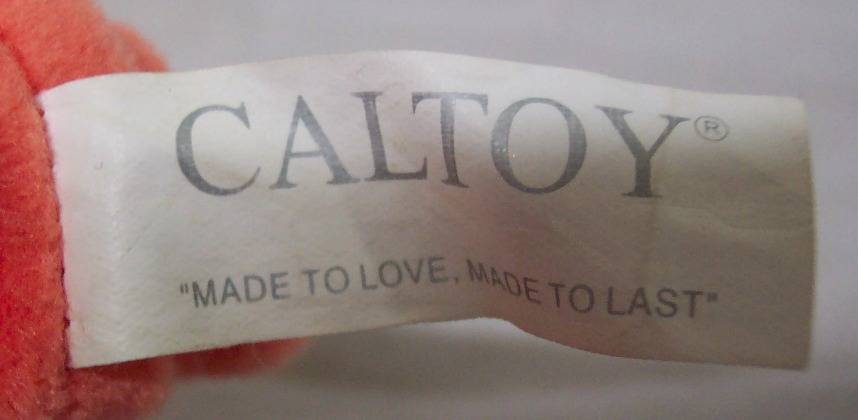 CALTOY®
"MADE TO LOVE, MADE TO LAST"